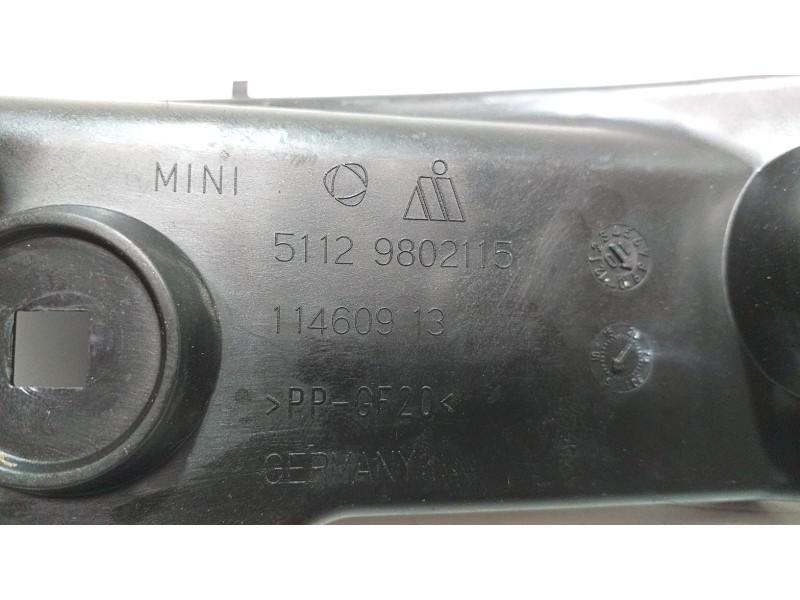 MINI
5112 9802115
114609 13
>PP-GF20<
GERMANY